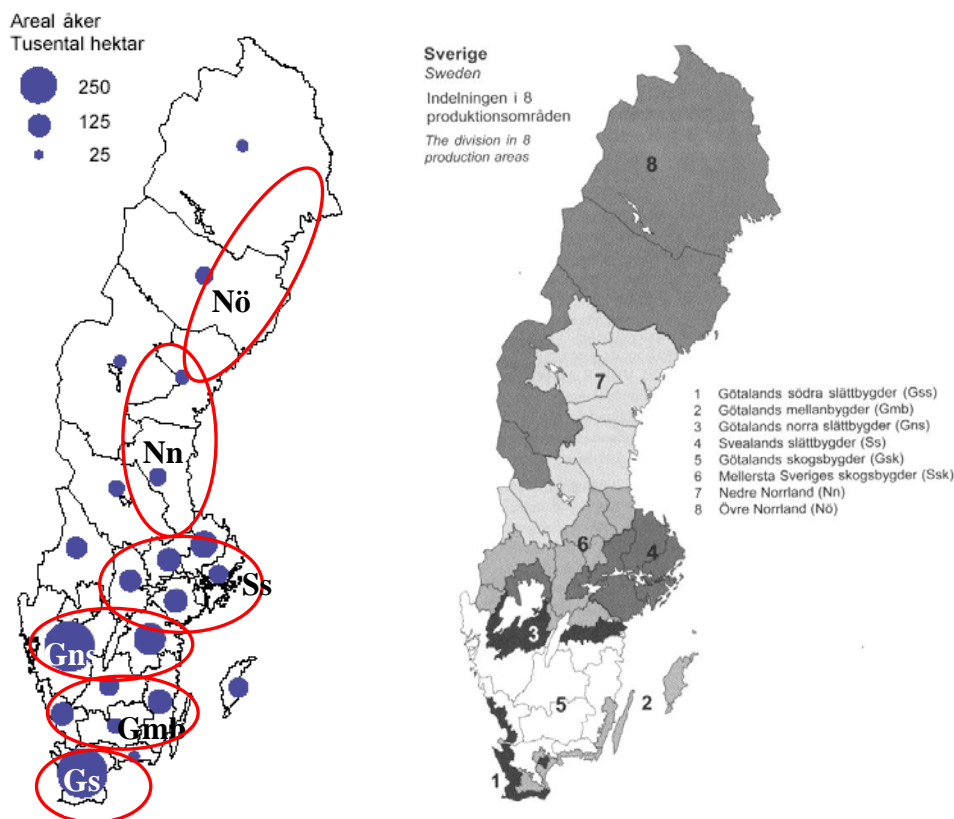 Areal åker
Tusental hektar
250
125
25
Nö
Nn
Ss
Gns
Gmb
Gs
Sverige
Sweden
Indelningen i 8
produktionsområden
The division in 8
production areas
8
7
6
4
3
5
2
1
1 Götalands södra slättbygder (Gss)
2 Götalands mellanbygder (Gmb)
3 Götalands norra slättbygder (Gns)
4 Svealands slättbygder (Ss)
5 Götalands skogsbygder (Gsk)
6 Mellersta Sveriges skogsbygder (Ssk)
7 Nedre Norrland (Nn)
8 Övre Norrland (Nö)